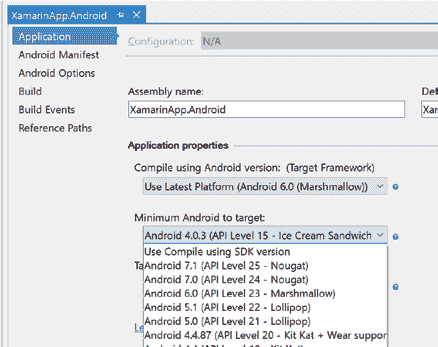 XamarinApp.Android
Application
Configuration: N/A
Android Manifest
Android Options
Build
Build Events
Reference Paths
Assembly name:
XamarinApp.Android
Application properties
Compile using Android version: (Target Framework)
Use Latest Platform (Android 6.0 (Marshmallow))
Minimum Android to target:
Android 4.0.3 (API Level 15 - Ice Cream Sandwich
Use Compile using SDK version
Android 7.1 (API Level 25 - Nougat)
Android 7.0 (API Level 24 - Nougat)
Android 6.0 (API Level 23 - Marshmallow)
Android 5.1 (API Level 22 - Lollipop)
Android 5.0 (API Level 21 - Lollipop)
Android 4.4.87 (API Level 20 - Kit Kat + Wear suppor